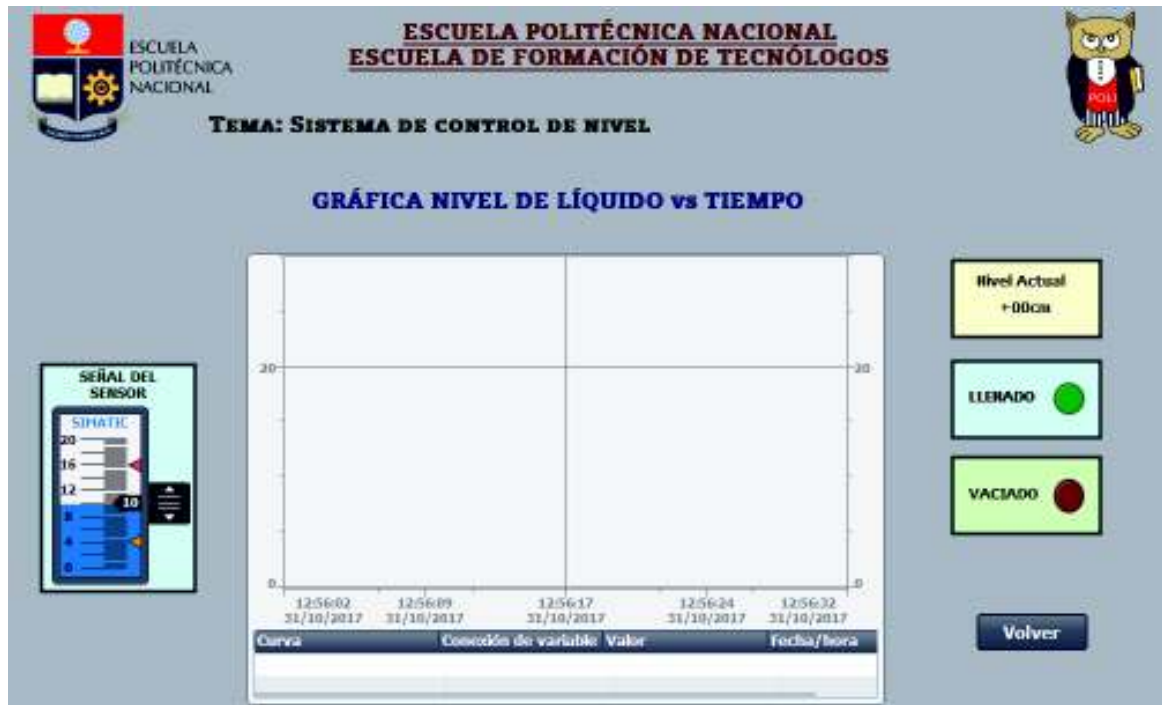 ESCUELA
POLITÉCNICA
NACIONAL
ESCUELA POLITÉCNICA NACIONAL
ESCUELA DE FORMACIÓN DE TECNÓLOGOS
POLI
TEMA: SISTEMA DE CONTROL DE NIVEL
GRÁFICA NIVEL DE LÍQUIDO vs TIEMPO
SEÑAL DEL
SENSOR
SIMATIC
20
16
12
10
8
4
0
20
20
0
0
12:56:02 12:56:09 12:56:17 12:56:24 12:56:32
31/10/2017 31/10/2017 31/10/2017 31/10/2017 31/10/2017
Curva Conexión de variable Valor Fecha/hora
Nivel Actual
+00cm
LLENADO
VACIADO
Volver